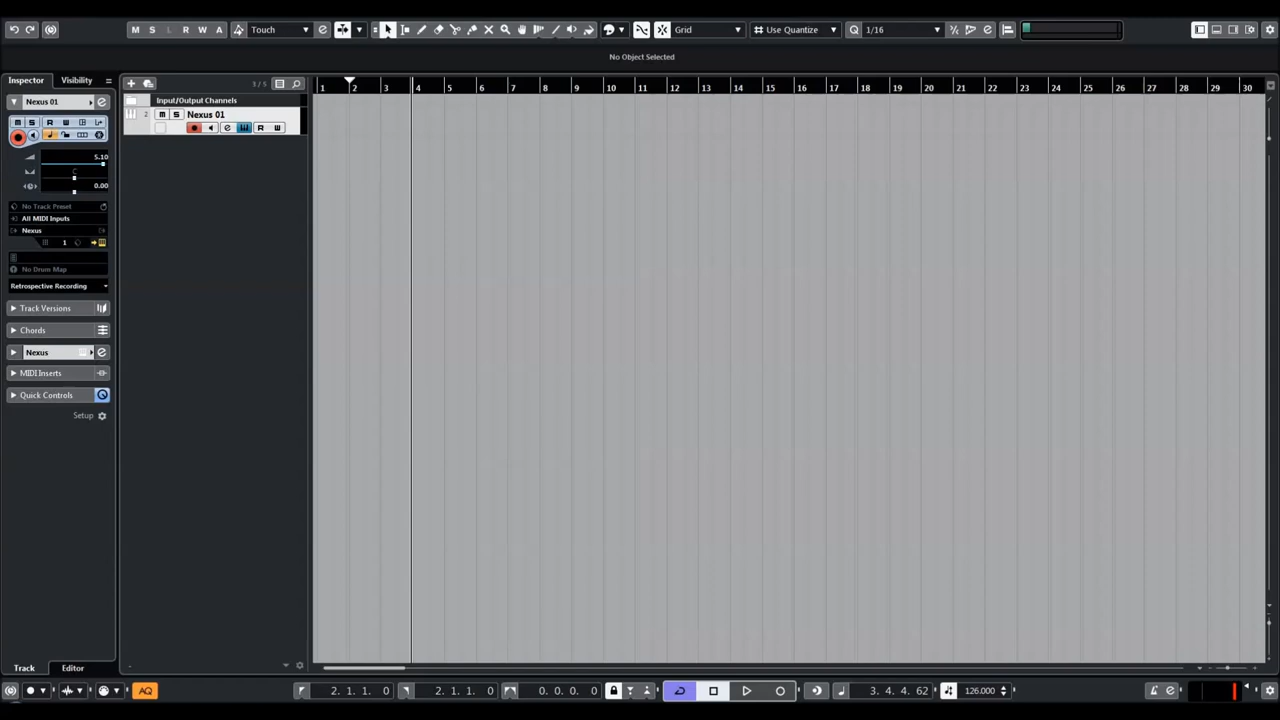 M S L R W A Touch Grid Use Quantize 1/16
No Object Selected
Inspector Visibility
3 / 5
1 2 3 4 5 6 7 8 9 10 11 12 13 14 15 16 17 18 19 20 21 22 23 24 25 26 27 28 29 30
Nexus 01
Input/Output Channels
2 M S Nexus 01
R W
M S R W
5.10
C
0.00
No Track Preset
All MIDI Inputs
Nexus
1
No Drum Map
Retrospective Recording
Track Versions
Chords
Nexus
MIDI Inserts
Quick Controls
Setup
Track Editor
AQ 2. 1. 1. 0 2. 1. 1. 0 0. 0. 0. 0 3. 4. 4. 62 126.000